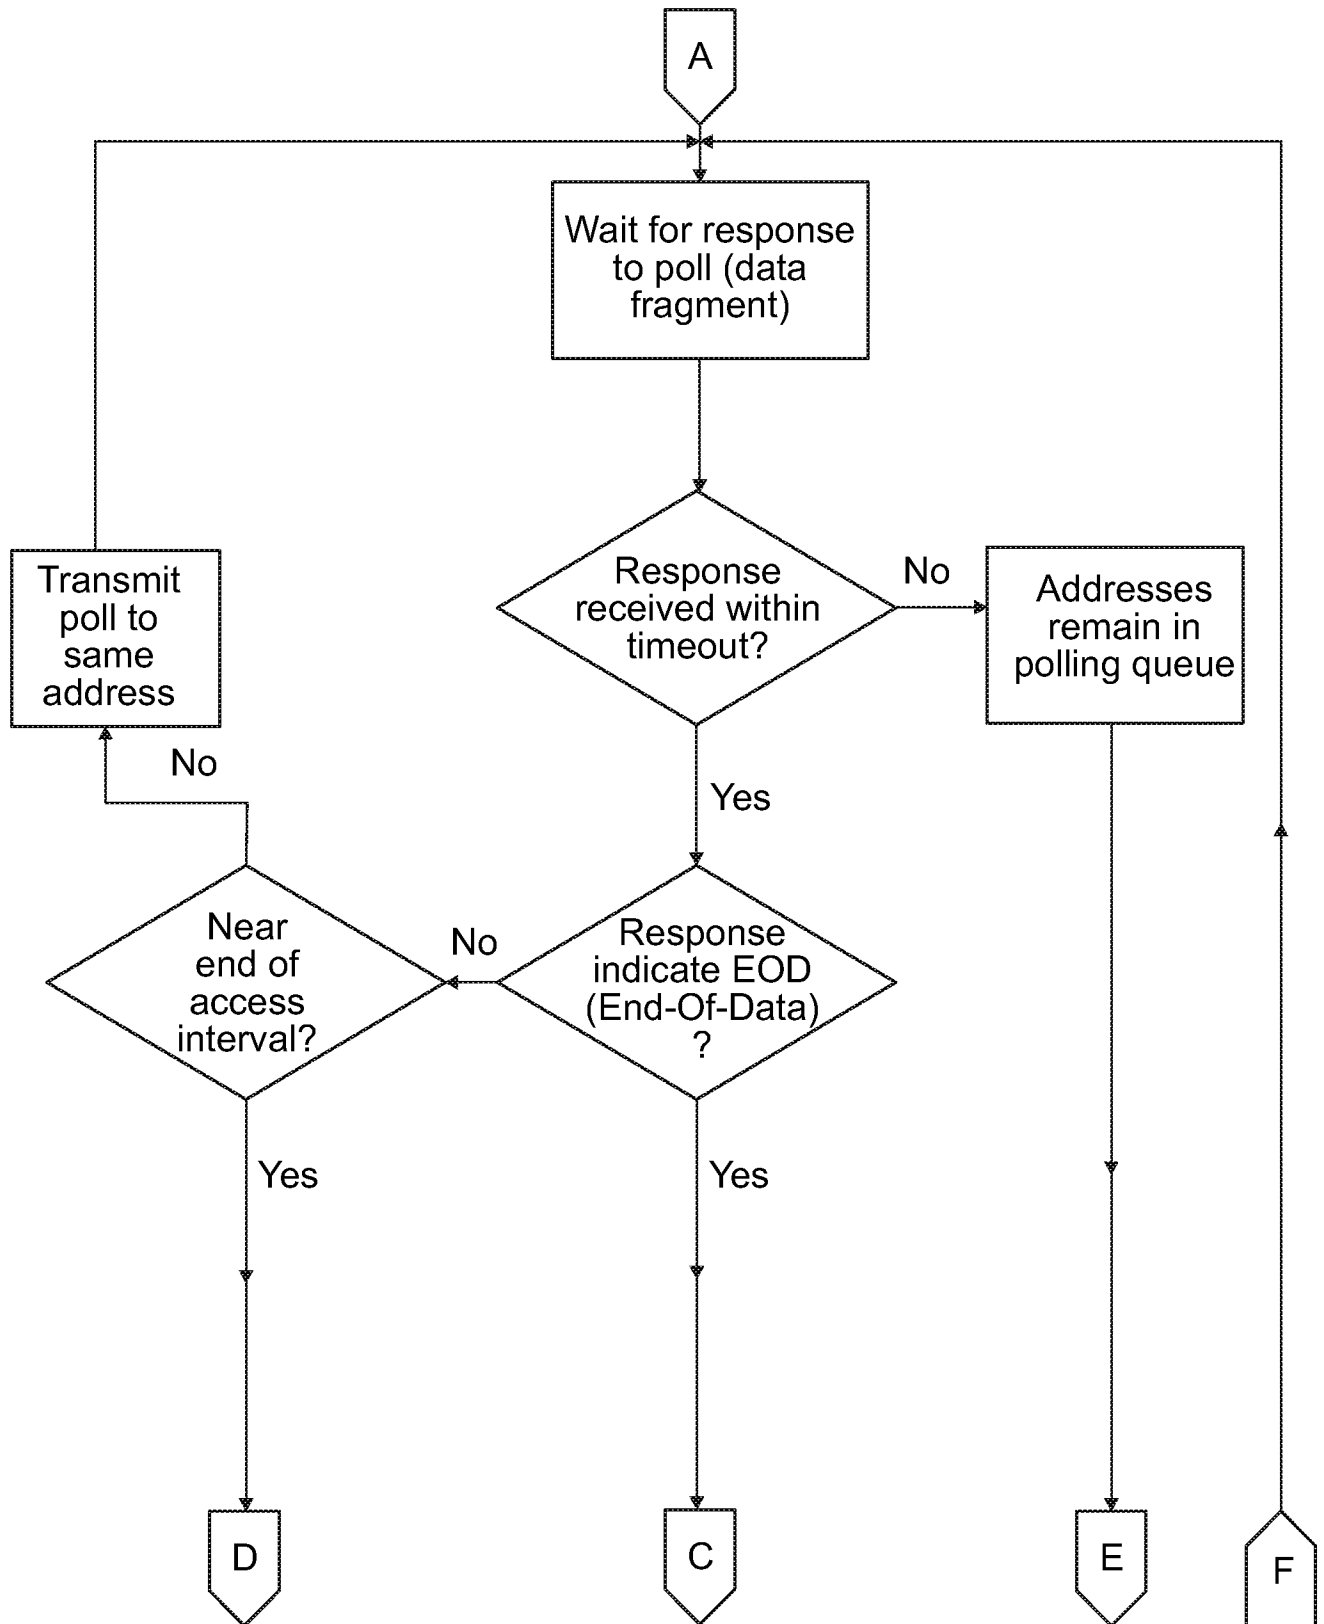 A
Wait for response
to poll (data
fragment)
Response
received within
timeout?
No
Addresses
remain in
polling queue
Transmit
poll to
same
address
No
Yes
Near
end of
access
interval?
No
Response
indicate EOD
(End-Of-Data)
?
Yes
Yes
D
C
E
F